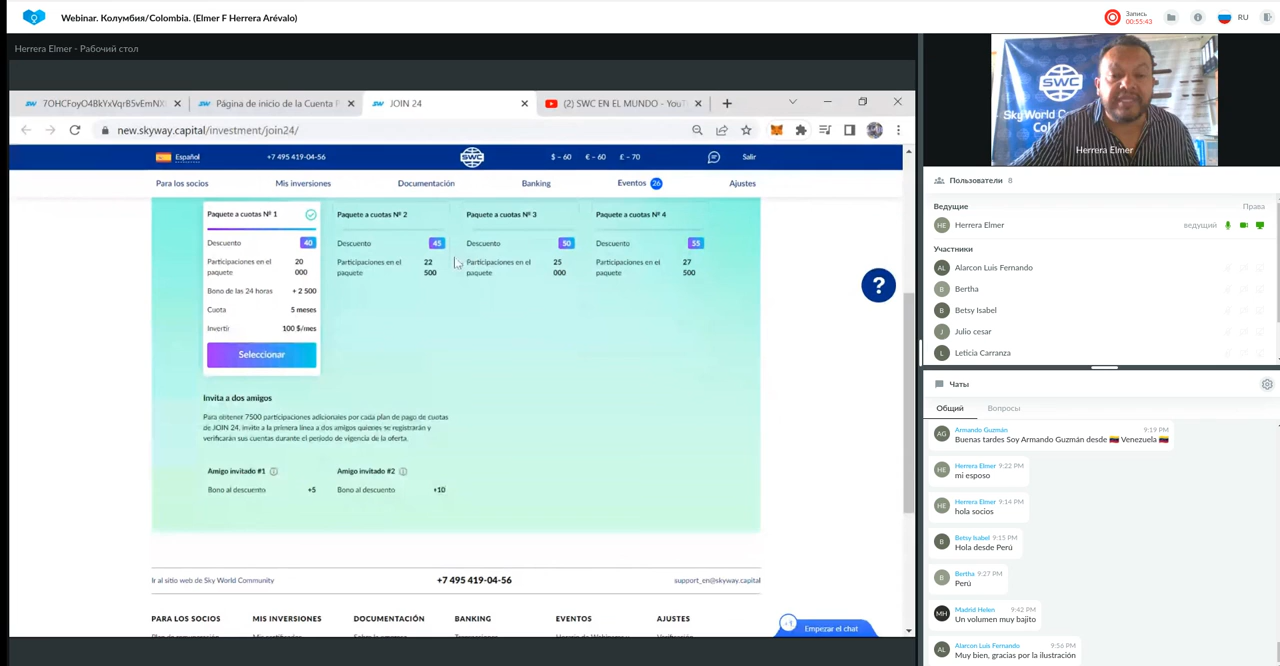 Webinar. Колумбия/Colombia. (Elmer F Herrera Arévalo)
Запись
00:55:43
RU
Herrera Elmer - Рабочий стол
7OHCFoyO4BkYxVqrB5vEmNX
Página de inicio de la Cuenta P
JOIN 24
(2) SWC EN EL MUNDO - YouT
new.skyway.capital/investment/join24/
Español
+7 495 419-04-56
SWC
$ – 60 € – 60 £ – 70
Salir
Para los socios
Mis inversiones
Documentación
Banking
Eventos 26
Ajustes
Paquete a cuotas № 1
Descuento 40
Participaciones en el paquete 20 000
Bono de las 24 horas + 2 500
Cuota 5 meses
Invertir 100 $/mes
Seleccionar
Paquete a cuotas № 2
Descuento 45
Participaciones en el paquete 22 500
Paquete a cuotas № 3
Descuento 50
Participaciones en el paquete 25 000
Paquete a cuotas № 4
Descuento 55
Participaciones en el paquete 27 500
?
Invita a dos amigos
Para obtener 7500 participaciones adicionales por cada plan de pago de cuotas
de JOIN 24, invite a la primera línea a dos amigos quienes se registrarán y
verificarán sus cuentas durante el periodo de vigencia de la oferta.
Amigo invitado #1
Bono al descuento +5
Amigo invitado #2
Bono al descuento +10
Ir al sitio web de Sky World Community
+7 495 419-04-56
support_en@skyway.capital
PARA LOS SOCIOS
MIS INVERSIONES
DOCUMENTACIÓN
BANKING
EVENTOS
AJUSTES
Empezar el chat
SWC
SkyWorld C
Col
Herrera Elmer
Пользователи 8
Ведущие
Права
HE Herrera Elmer
ведущий
Участники
AL Alarcon Luis Fernando
B Bertha
B Betsy Isabel
J Julio cesar
L Leticia Carranza
Чаты
Общий
Вопросы
AG Armando Guzmán 9:19 PM
Buenas tardes Soy Armando Guzmán desde 🇻🇪 Venezuela 🇻🇪
HE Herrera Elmer 9:22 PM
mi esposo
HE Herrera Elmer 9:14 PM
hola socios
B Betsy Isabel 9:15 PM
Hola desde Perú
B Bertha 9:27 PM
Perú
MH Madrid Helen 9:42 PM
Un volumen muy bajito
AL Alarcon Luis Fernando 9:56 PM
Muy bien, gracias por la ilustración